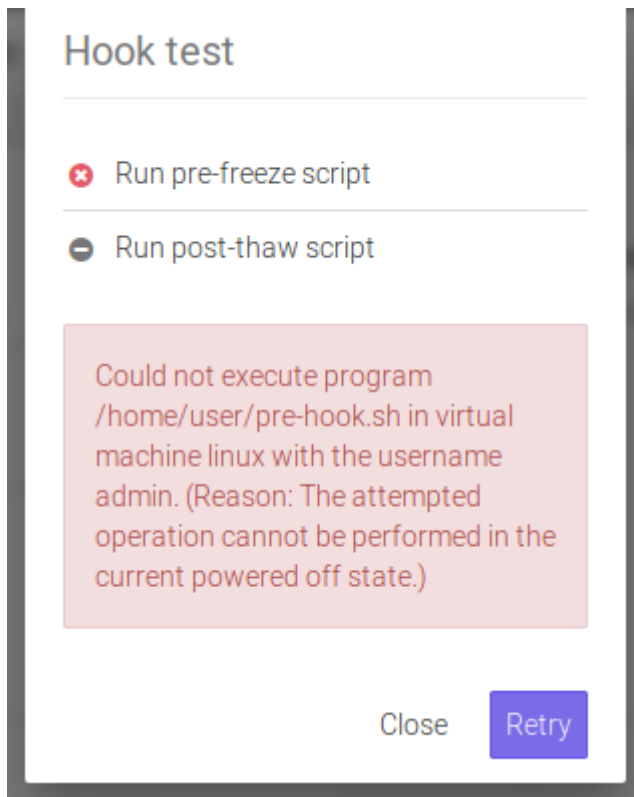 Hook test
Run pre-freeze script
Run post-thaw script
Could not execute program
/home/user/pre-hook.sh in virtual
machine linux with the username
admin. (Reason: The attempted
operation cannot be performed in the
current powered off state.)
Close
Retry